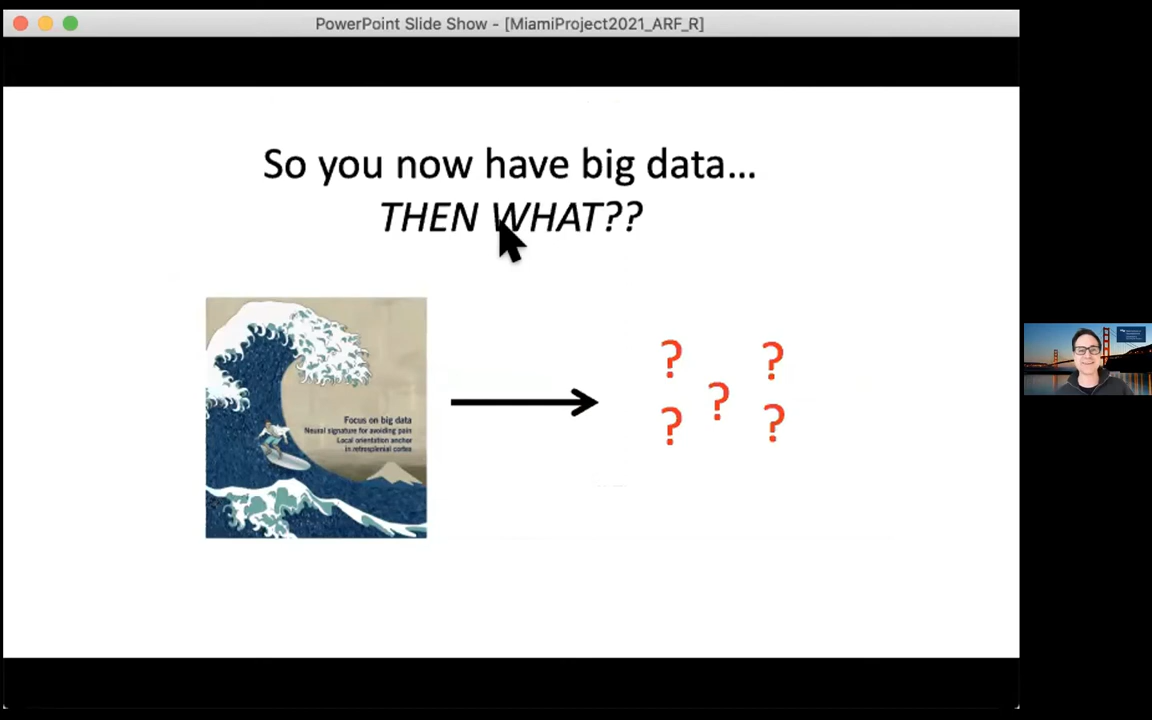 PowerPoint Slide Show - [MiamiProject2021_ARF_R]
So you now have big data...
THEN WHAT??
Focus on big data
Neural signature for avoiding pain
Local orientation anchor
in retrosplenial cortex
? ?
?
? ?